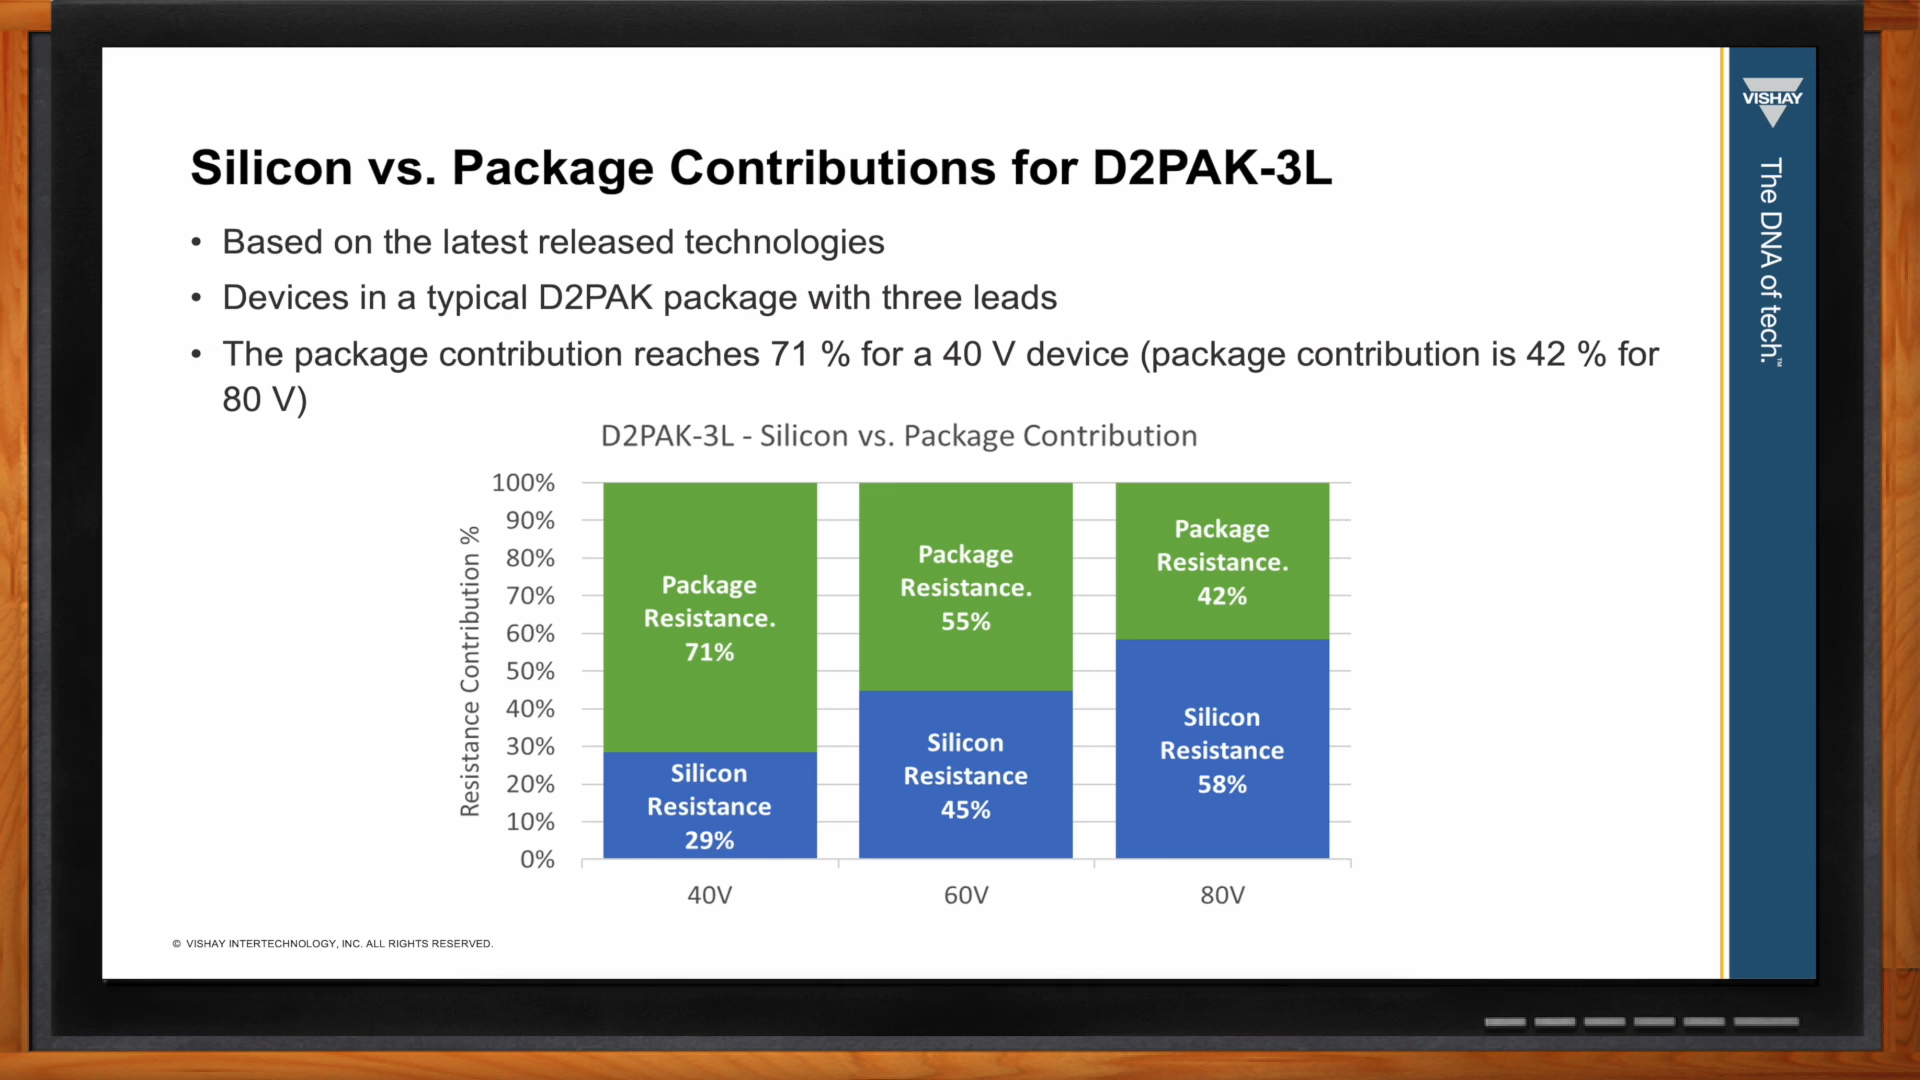 VISHAY
The DNA of tech.™
Silicon vs. Package Contributions for D2PAK-3L
• Based on the latest released technologies
• Devices in a typical D2PAK package with three leads
• The package contribution reaches 71 % for a 40 V device (package contribution is 42 % for
80 V)
D2PAK-3L - Silicon vs. Package Contribution
Resistance Contribution %
100%
90%
80%
70%
60%
50%
40%
30%
20%
10%
0%
Package
Resistance.
71%
Silicon
Resistance
29%
Package
Resistance.
55%
Silicon
Resistance
45%
Package
Resistance.
42%
Silicon
Resistance
58%
40V
60V
80V
© VISHAY INTERTECHNOLOGY, INC. ALL RIGHTS RESERVED.